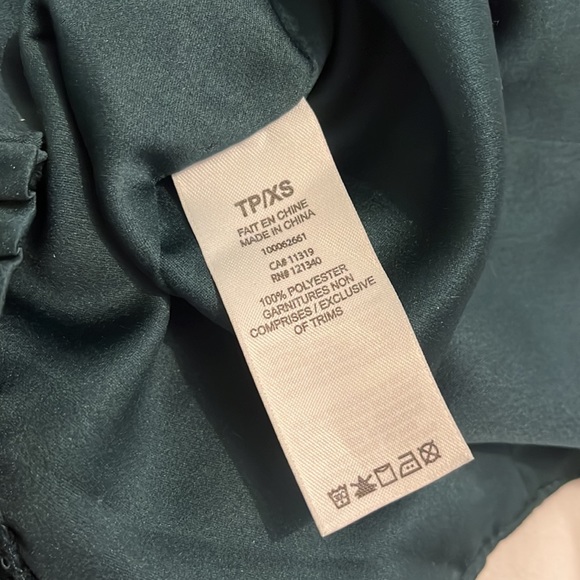 TP/XS
FAIT EN CHINE
MADE IN CHINA
100062661
CA# 11319
RN# 121340
100% POLYESTER
GARNITURES NON
COMPRISES / EXCLUSIVE
OF TRIMS